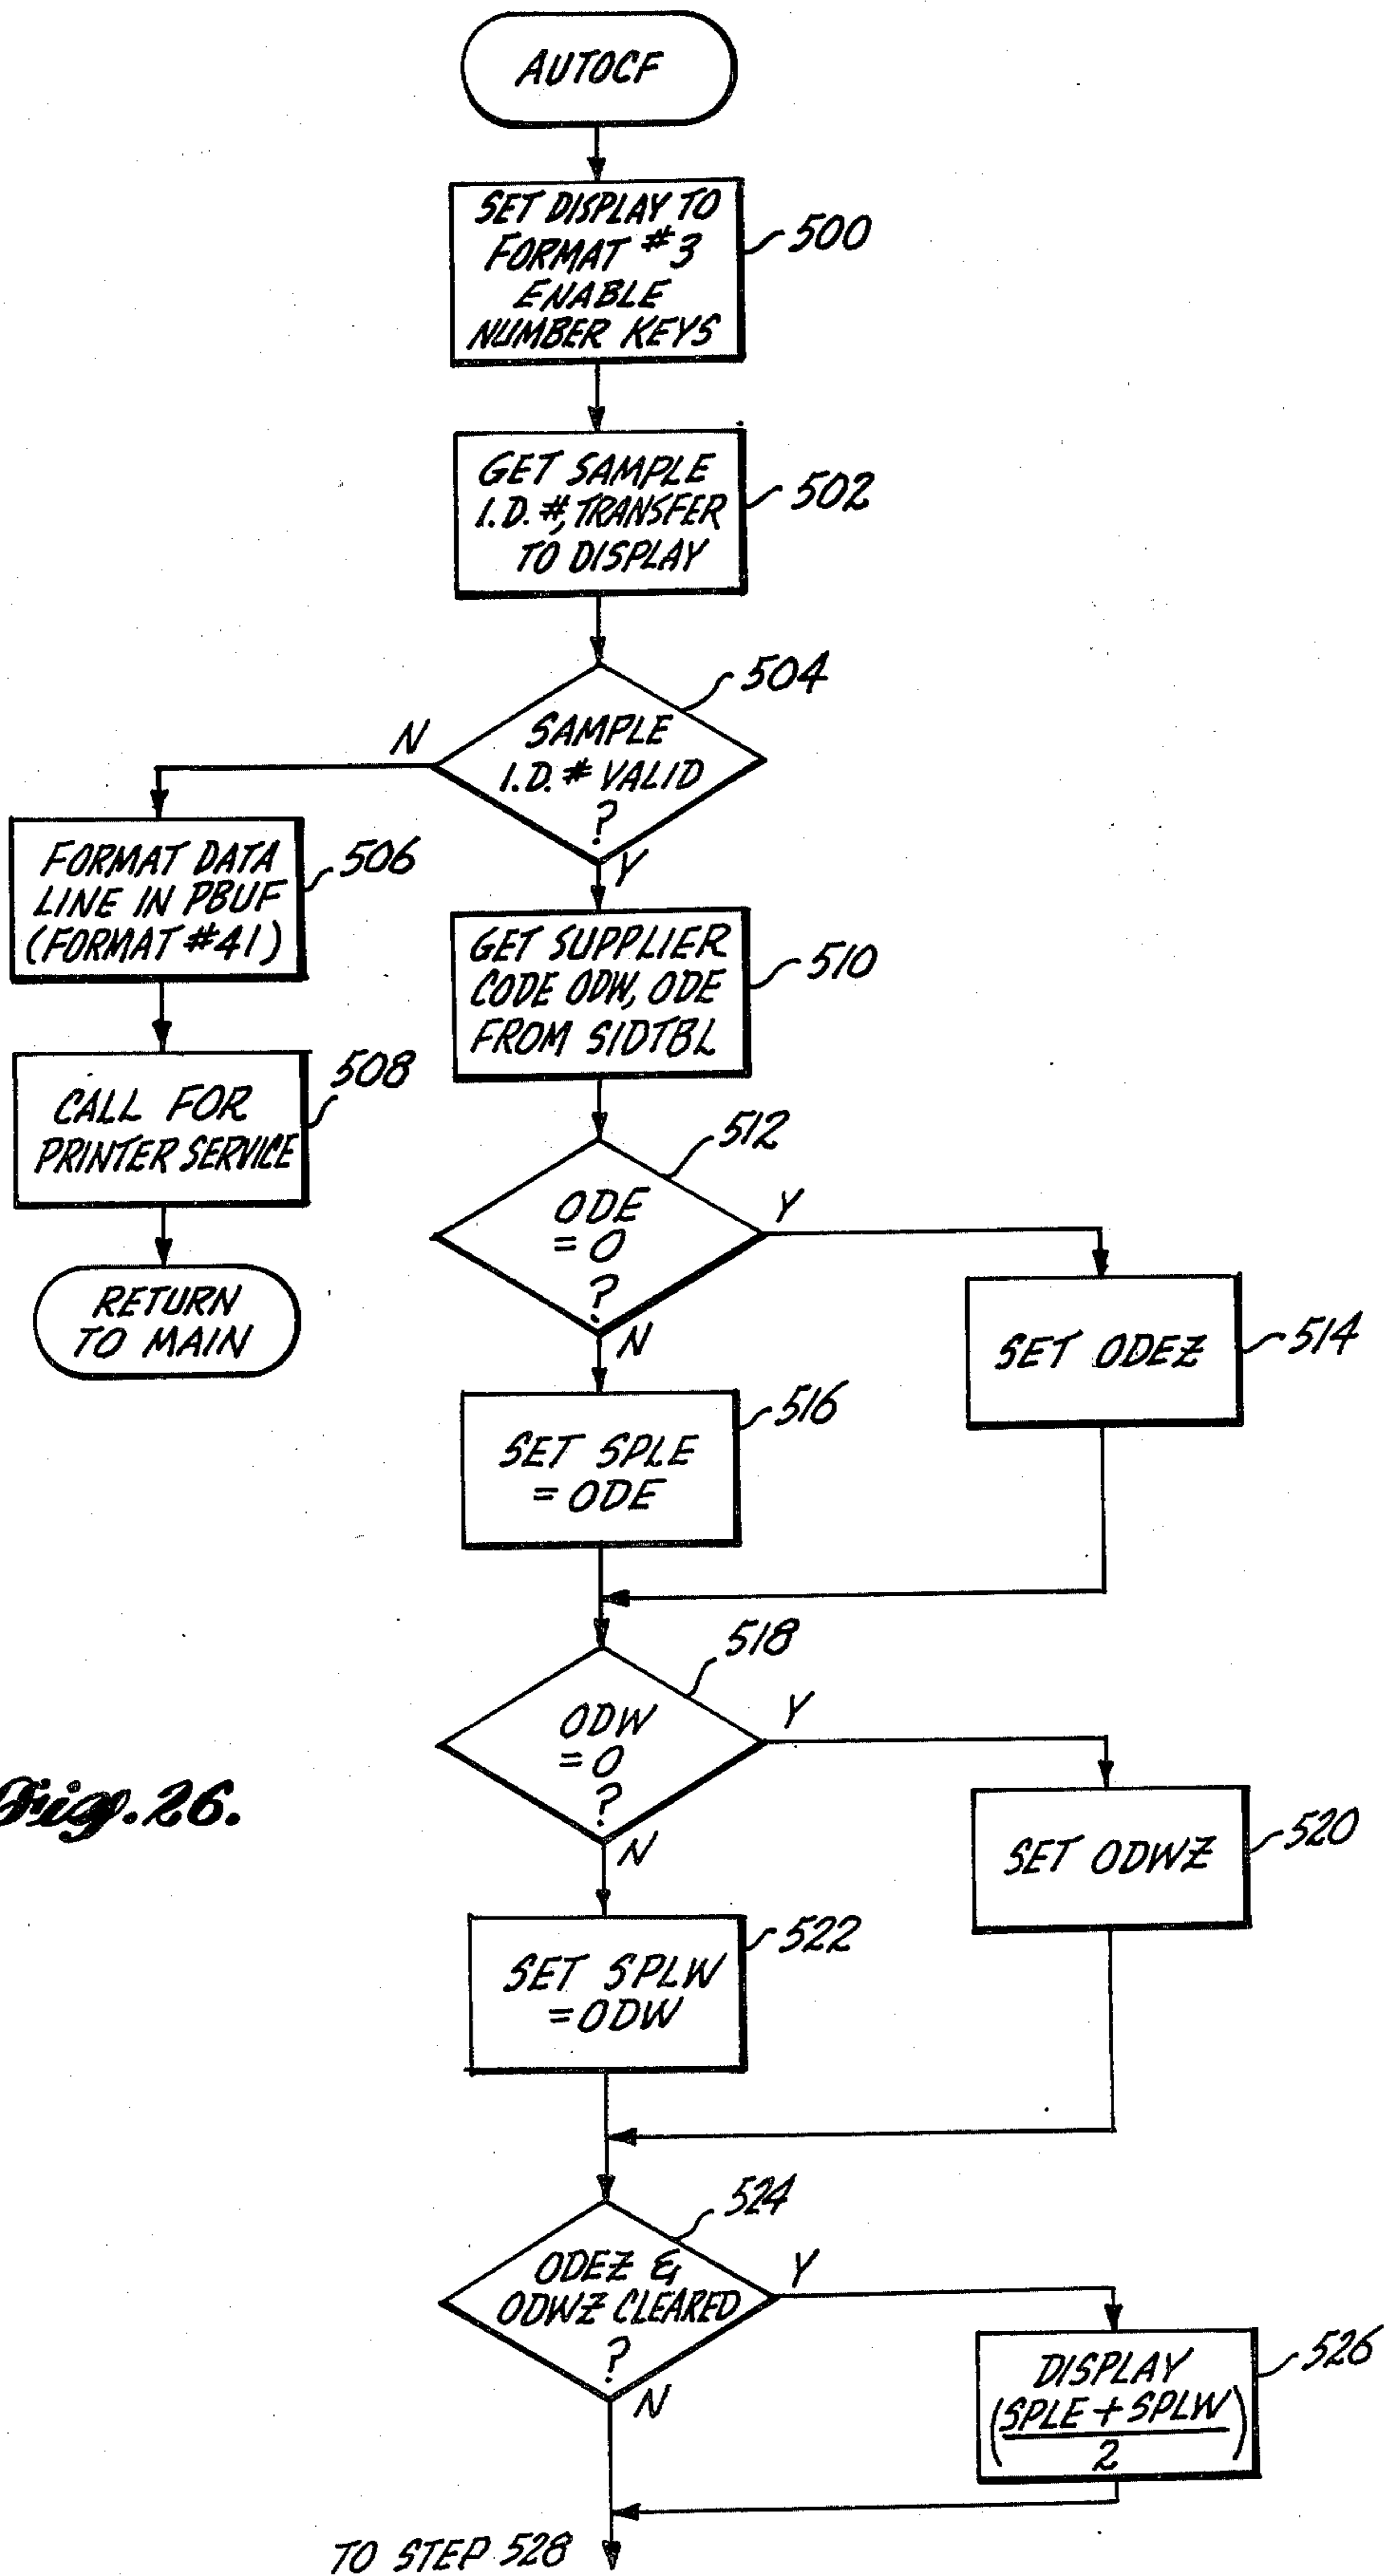 AUTOCF
SET DISPLAY TO
FORMAT #3
ENABLE
NUMBER KEYS
500
GET SAMPLE
I.D. #, TRANSFER
TO DISPLAY
502
SAMPLE
I.D. # VALID
?
504
N
Y
FORMAT DATA
LINE IN PBUF
(FORMAT #41)
506
CALL FOR
PRINTER SERVICE
508
RETURN
TO MAIN
GET SUPPLIER
CODE ODW, ODE
FROM SIDTBL
510
ODE
= 0
?
512
Y
N
SET ODEZ
514
SET SPLE
= ODE
516
ODW
= 0
?
518
Y
N
SET ODWZ
520
SET SPLW
= ODW
522
ODEZ &
ODWZ CLEARED
?
524
Y
N
DISPLAY
(SPLE + SPLW
2)
526
TO STEP 528
Fig. 26.